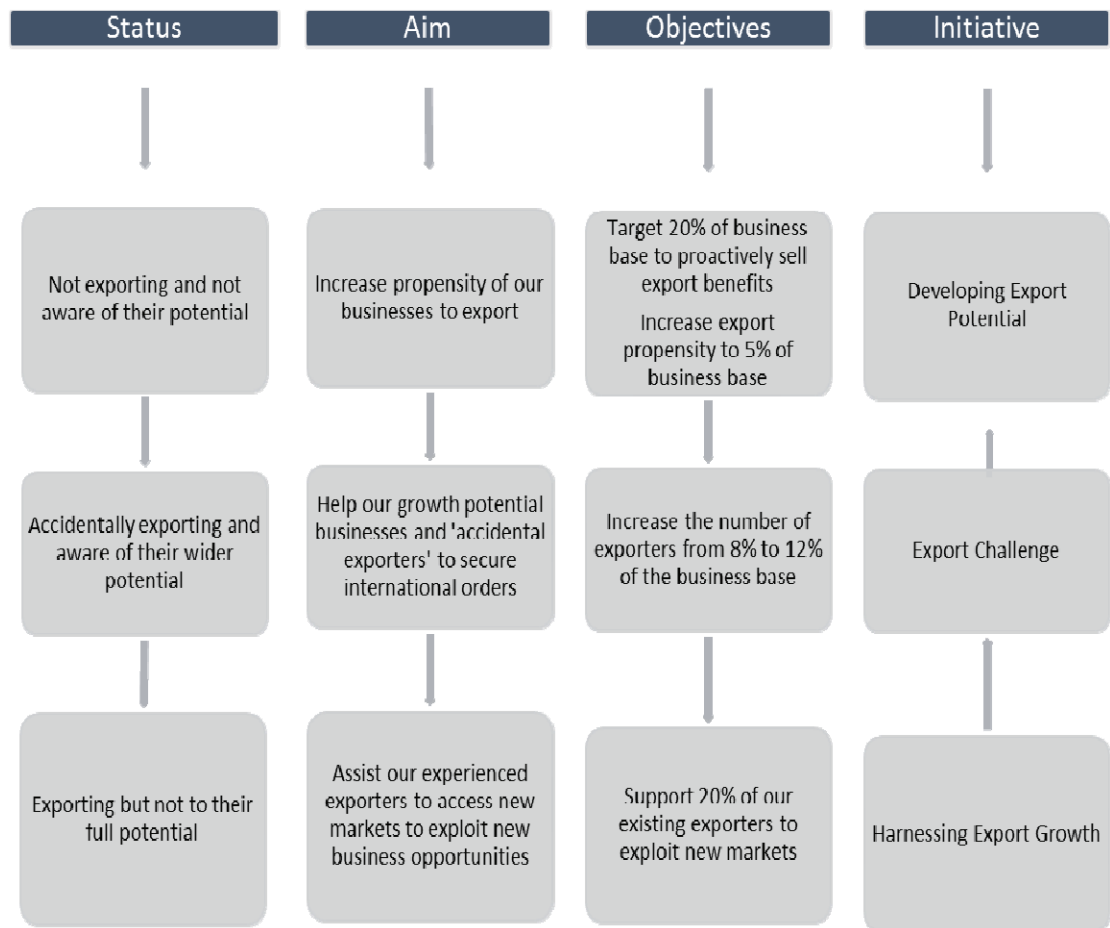 Status
Aim
Objectives
Initiative
Not exporting and not
aware of their potential
Increase propensity of our
businesses to export
Target 20% of business
base to proactively sell
export benefits
Increase export
propensity to 5% of
business base
Developing Export
Potential
Accidentally exporting and
aware of their wider
potential
Help our growth potential
businesses and 'accidental
exporters' to secure
international orders
Increase the number of
exporters from 8% to 12%
of the business base
Export Challenge
Exporting but not to their
full potential
Assist our experienced
exporters to access new
markets to exploit new
business opportunities
Support 20% of our
existing exporters to
exploit new markets
Harnessing Export Growth